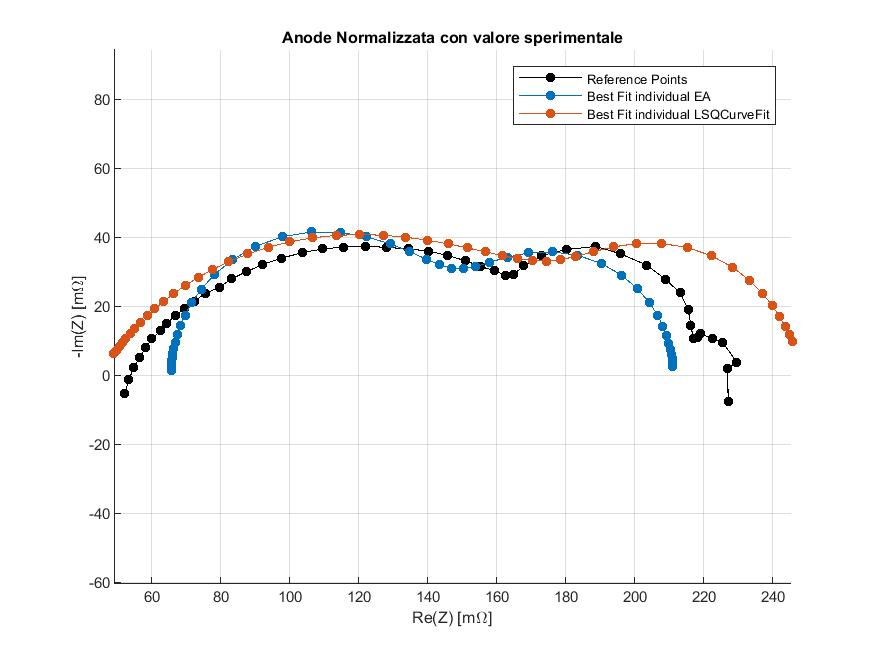 Anode Normalizzata con valore sperimentale
Reference Points
Best Fit individual EA
Best Fit individual LSQCurveFit
80
60
40
20
0
-20
-40
-60
-Im(Z) [mΩ]
60 80 100 120 140 160 180 200 220 240
Re(Z) [mΩ]